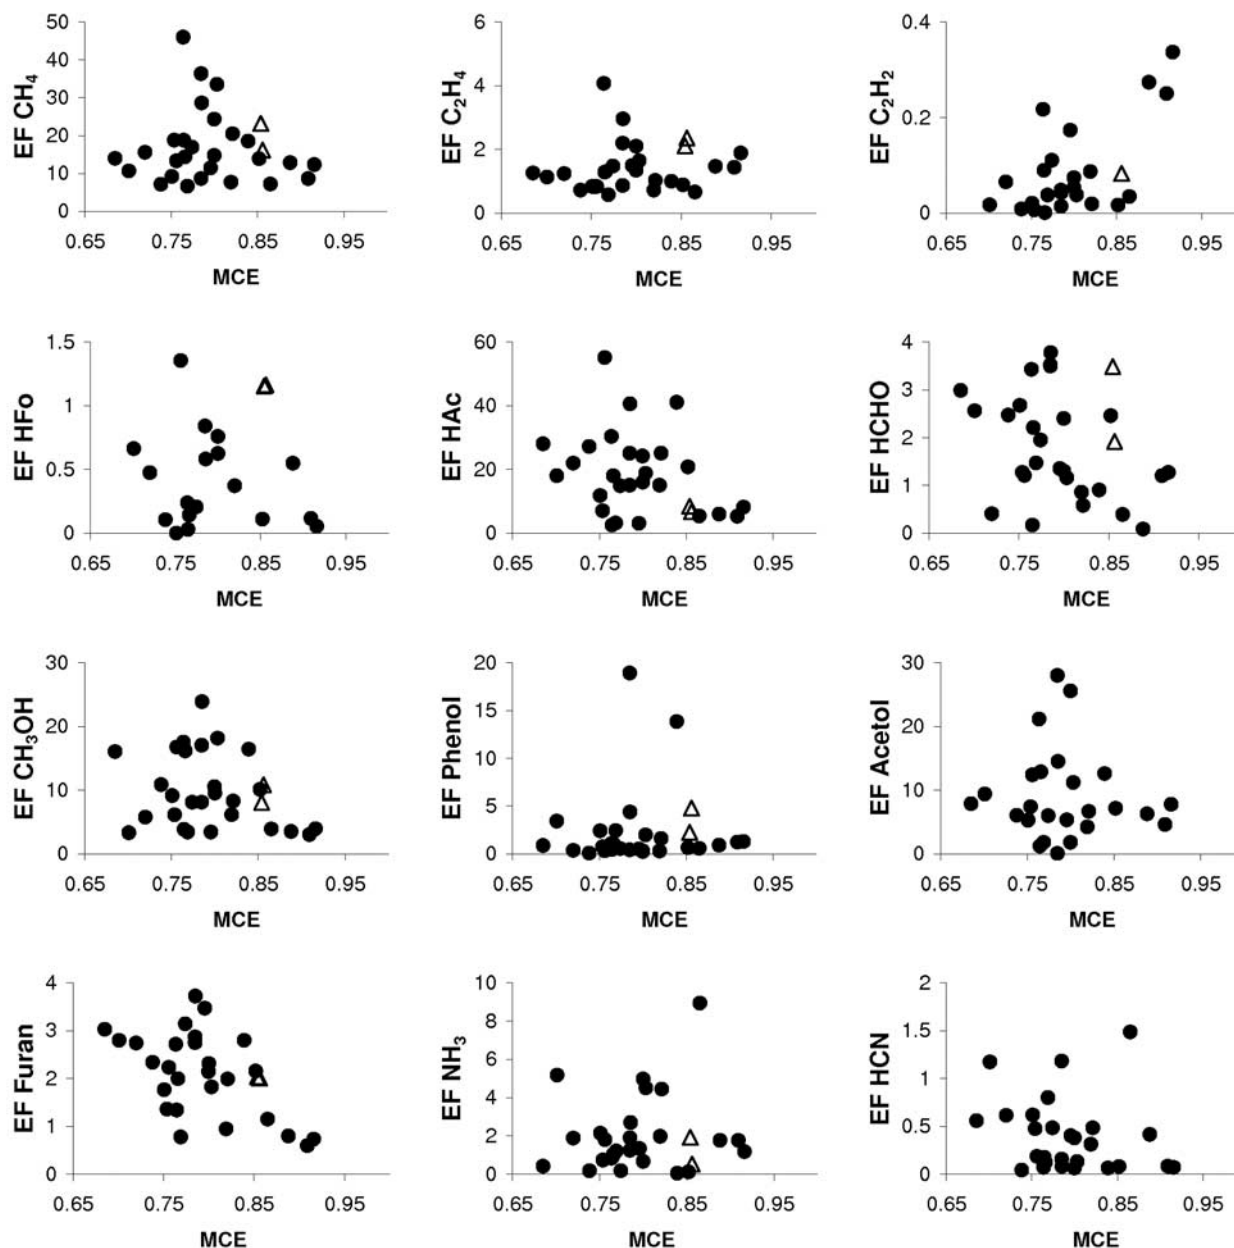 EF CH₄
50
40
30
20
10
0
0.65 0.75 0.85 0.95
MCE
EF C₂H₄
6
4
2
0
0.65 0.75 0.85 0.95
MCE
EF C₂H₂
0.4
0.2
0
0.65 0.75 0.85 0.95
MCE
EF HFo
1.5
1
0.5
0
0.65 0.75 0.85 0.95
MCE
EF HAc
60
40
20
0
0.65 0.75 0.85 0.95
MCE
EF HCHO
4
3
2
1
0
0.65 0.75 0.85 0.95
MCE
EF CH₃OH
30
20
10
0
0.65 0.75 0.85 0.95
MCE
EF Phenol
20
15
10
5
0
0.65 0.75 0.85 0.95
MCE
EF Acetol
30
20
10
0
0.65 0.75 0.85 0.95
MCE
EF Furan
4
3
2
1
0
0.65 0.75 0.85 0.95
MCE
EF NH₃
10
8
6
4
2
0
0.65 0.75 0.85 0.95
MCE
EF HCN
2
1.5
1
0.5
0
0.65 0.75 0.85 0.95
MCE